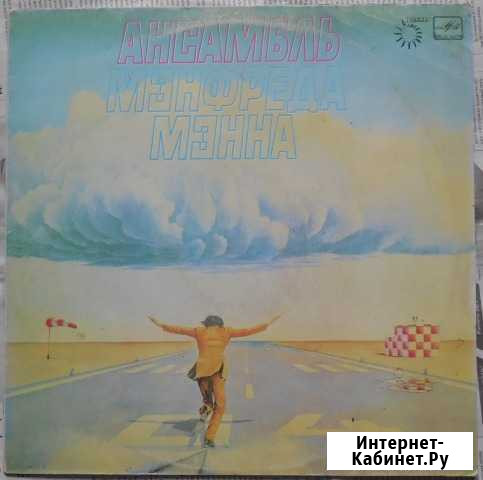 АНСАМБЛЬ
МЭНФРЕДА
МЭННА
Интернет-
Кабинет.Ру